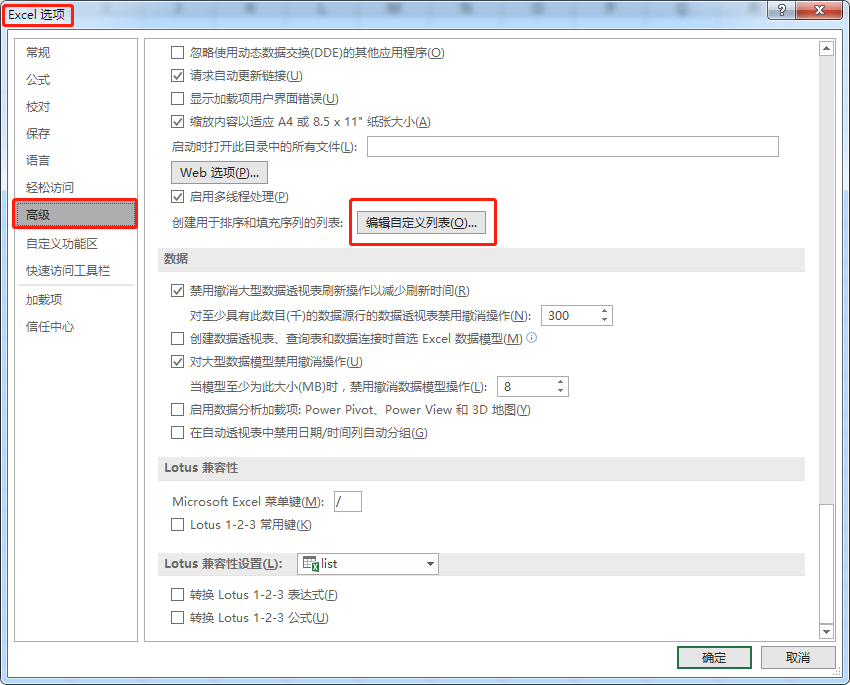 Excel 选项
常规
公式
校对
保存
语言
轻松访问
高级
自定义功能区
快速访问工具栏
加载项
信任中心
忽略使用动态数据交换(DDE)的其他应用程序(O)
请求自动更新链接(U)
显示加载项用户界面错误(U)
缩放内容以适应 A4 或 8.5 x 11" 纸张大小(A)
启动时打开此目录中的所有文件(L):
Web 选项(P)...
启用多线程处理(P)
创建用于排序和填充序列的列表: 编辑自定义列表(O)...
数据
禁用撤消大型数据透视表刷新操作以减少刷新时间(R)
对至少具有此数目(千)的数据源行的数据透视表禁用撤消操作(N): 300
创建数据透视表、查询表和数据连接时首选 Excel 数据模型(M)
对大型数据模型禁用撤消操作(U)
当模型至少为此大小(MB)时，禁用撤消数据模型操作(L): 8
启用数据分析加载项: Power Pivot、Power View 和 3D 地图(Y)
在自动透视表中禁用日期/时间列自动分组(G)
Lotus 兼容性
Microsoft Excel 菜单键(M): /
Lotus 1-2-3 常用键(K)
Lotus 兼容性设置(L): list
转换 Lotus 1-2-3 表达式(F)
转换 Lotus 1-2-3 公式(U)
确定 取消